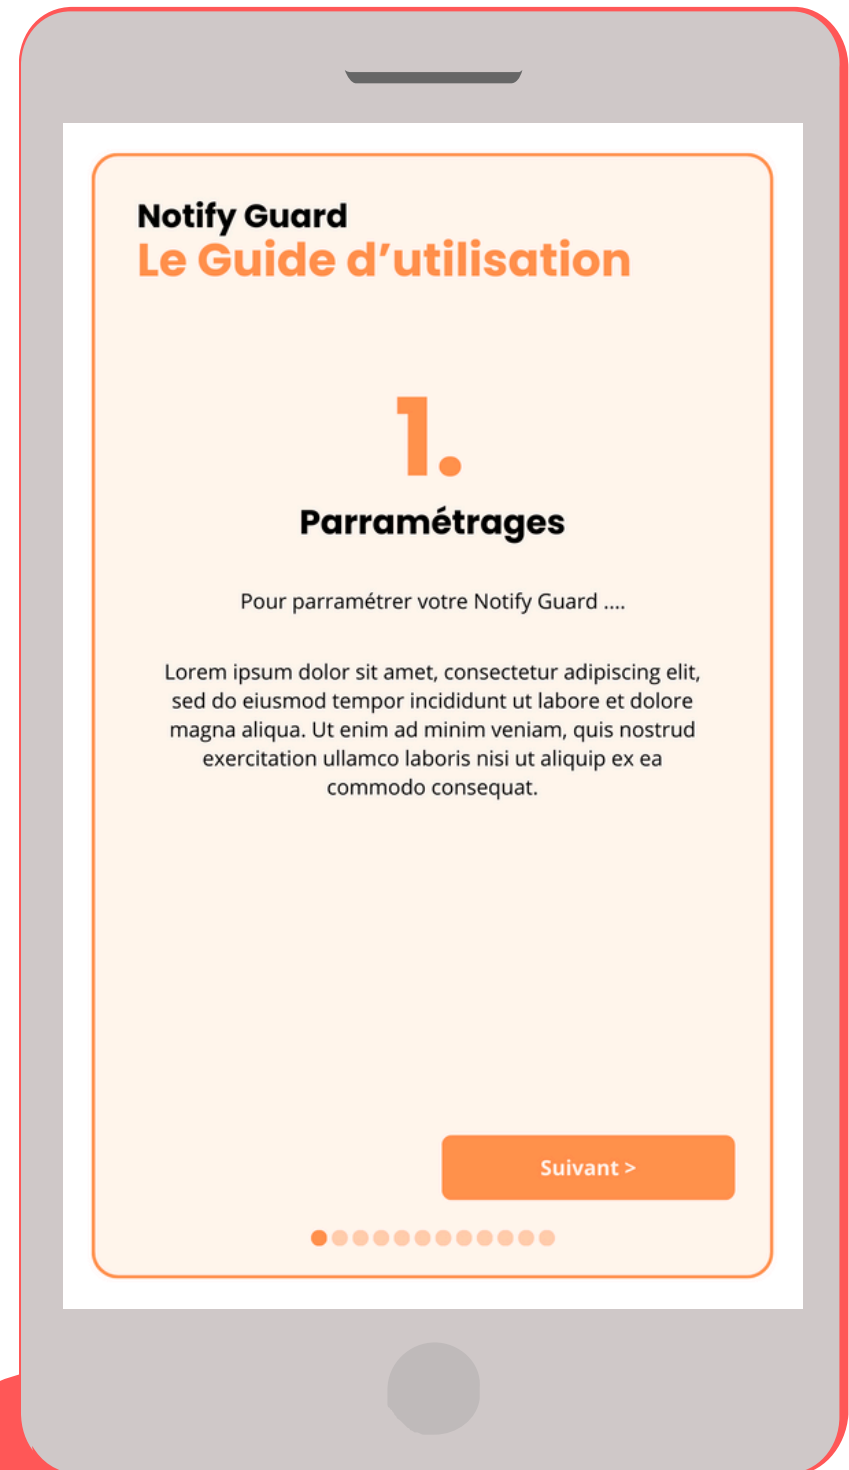 Notify Guard
Le Guide d’utilisation
1.
Parramétrages
Pour parramétrer votre Notify Guard ....
Lorem ipsum dolor sit amet, consectetur adipiscing elit,
sed do eiusmod tempor incididunt ut labore et dolore
magna aliqua. Ut enim ad minim veniam, quis nostrud
exercitation ullamco laboris nisi ut aliquip ex ea
commodo consequat.
Suivant >